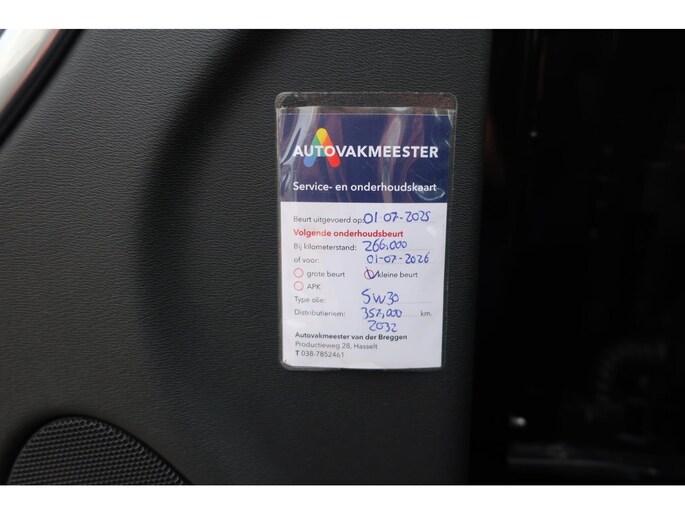 AUTOVAKMEESTER
Service- en onderhoudskaart
Beurt uitgevoerd op: 01-07-2025
Volgende onderhoudsbeurt
Bij kilometerstand: 266,000
of voor: 01-07-2026
grote beurt kleine beurt
APK
Type olie: 5W30
Distributieriem: 352,000 km.
2032
Autovakmeester van der Breggen
Productieweg 28, Hasselt
T 038-7852461